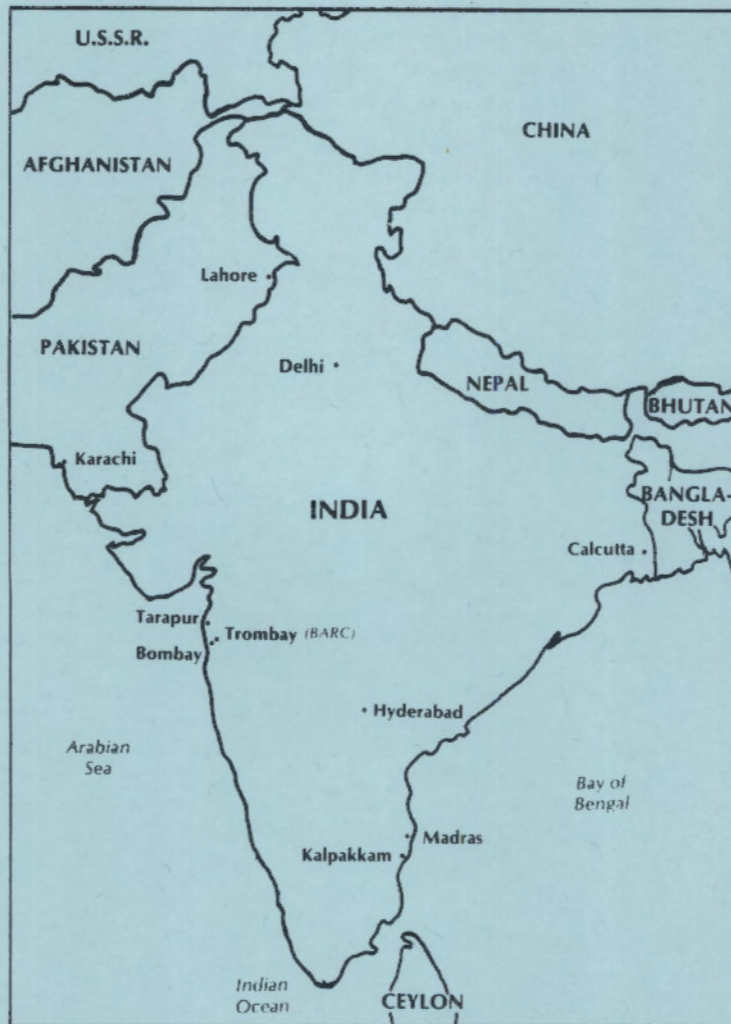 U.S.S.R.
CHINA
AFGHANISTAN
Lahore
PAKISTAN
Delhi
NEPAL
BHUTAN
Karachi
BANGLA-
DESH
INDIA
Calcutta
Tarapur
Trombay (BARC)
Bombay
Hyderabad
Arabian
Sea
Bay of
Bengal
Madras
Kalpakkam
Indian
Ocean
CEYLON